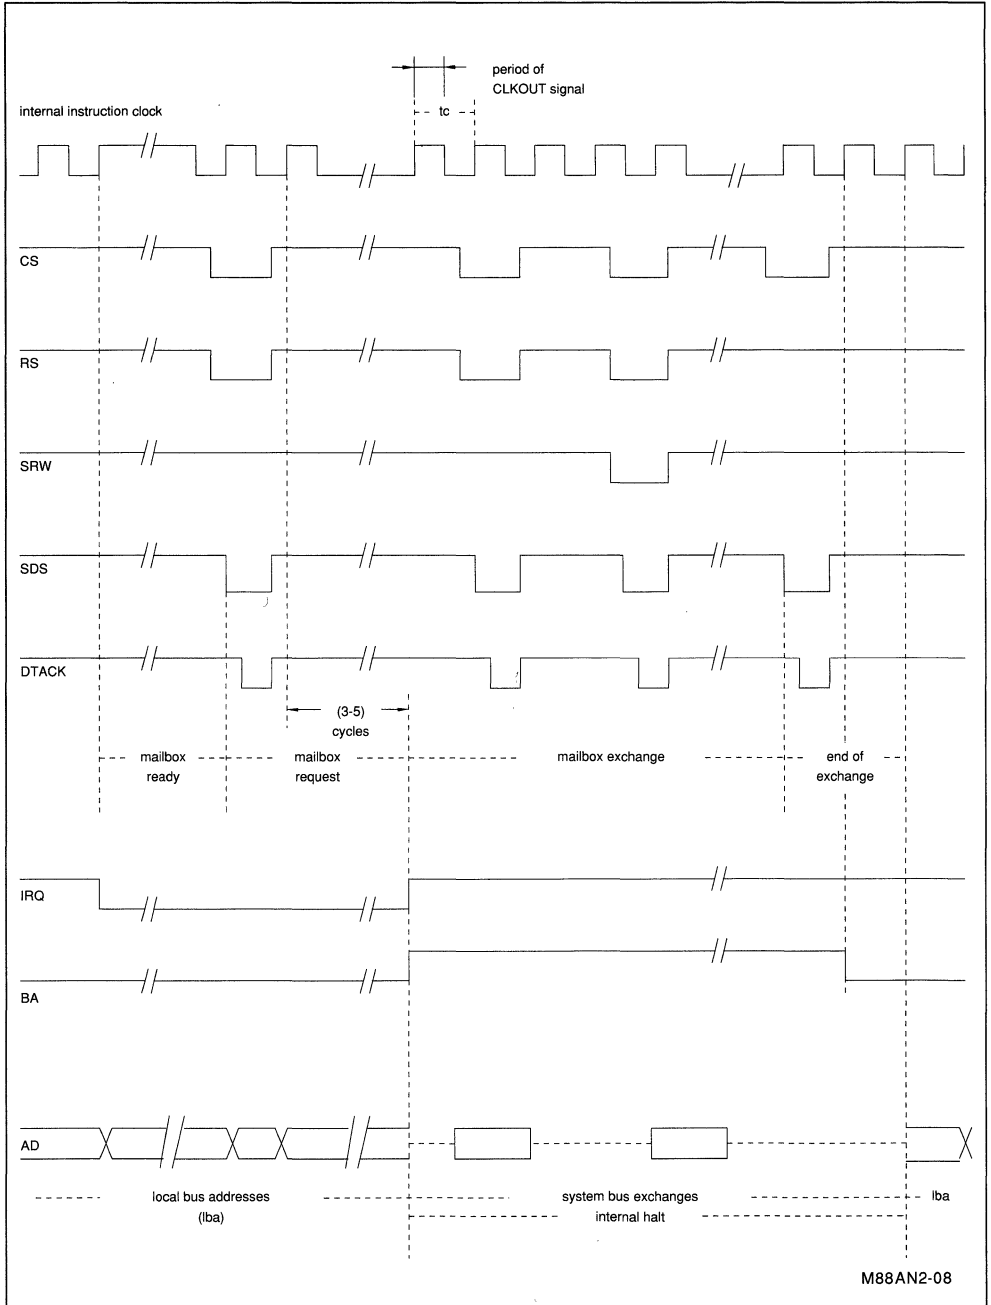 period of
CLKOUT signal
tc
internal instruction clock
CS
RS
SRW
SDS
DTACK
(3-5)
cycles
mailbox
ready
mailbox
request
mailbox exchange
end of
exchange
IRQ
BA
AD
local bus addresses
(lba)
system bus exchanges
lba
internal halt
M88AN2-08